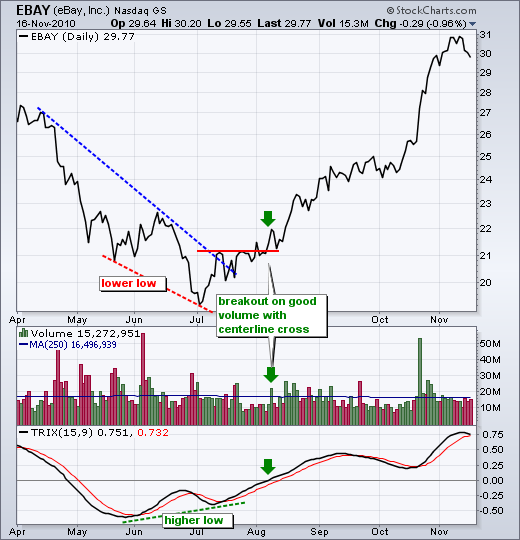 EBAY (eBay, Inc.) Nasdaq GS © StockCharts.com
16-Nov-2010 Op 29.64 Hi 30.20 Lo 29.55 Last 29.77 Vol 15.3M Chg -0.29 (-0.96%)
EBAY (Daily) 29.77
31
30
29
28
27
26
25
24
23
22
21
20
lower low
breakout on good
volume with
centerline cross
Apr May Jun Jul Aug Oct Nov
Volume 15,272,951
MA(250) 16,496,939
50M
40M
30M
20M
10M
TRIX(15,9) 0.751, 0.732
0.75
0.50
0.25
0.00
-0.25
-0.50
higher low
Apr May Jun Jul Aug Sep Oct Nov